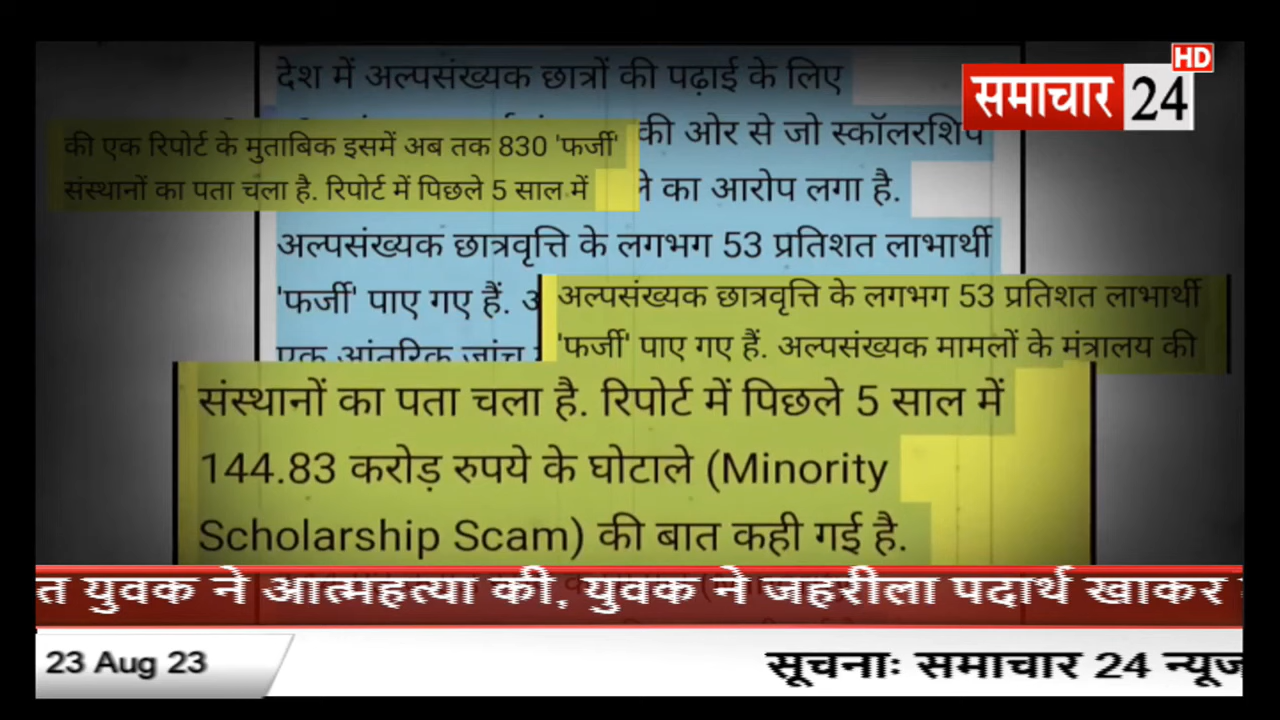 देश में अल्पसंख्यक छात्रों की पढ़ाई के लिए
की ओर से जो स्कॉलरशिप
का आरोप लगा है.
अल्पसंख्यक छात्रवृत्ति के लगभग 53 प्रतिशत लाभार्थी
'फर्जी' पाए गए हैं.
एक आंतरिक जांच
HD
समाचार 24
की एक रिपोर्ट के मुताबिक इसमें अब तक 830 'फर्जी'
संस्थानों का पता चला है. रिपोर्ट में पिछले 5 साल में
अल्पसंख्यक छात्रवृत्ति के लगभग 53 प्रतिशत लाभार्थी
'फर्जी' पाए गए हैं. अल्पसंख्यक मामलों के मंत्रालय की
संस्थानों का पता चला है. रिपोर्ट में पिछले 5 साल में
144.83 करोड़ रुपये के घोटाले (Minority
Scholarship Scam) की बात कही गई है.
त युवक ने आत्महत्या की, युवक ने जहरीला पदार्थ खाकर
23 Aug 23
सूचनाः समाचार 24 न्यूज